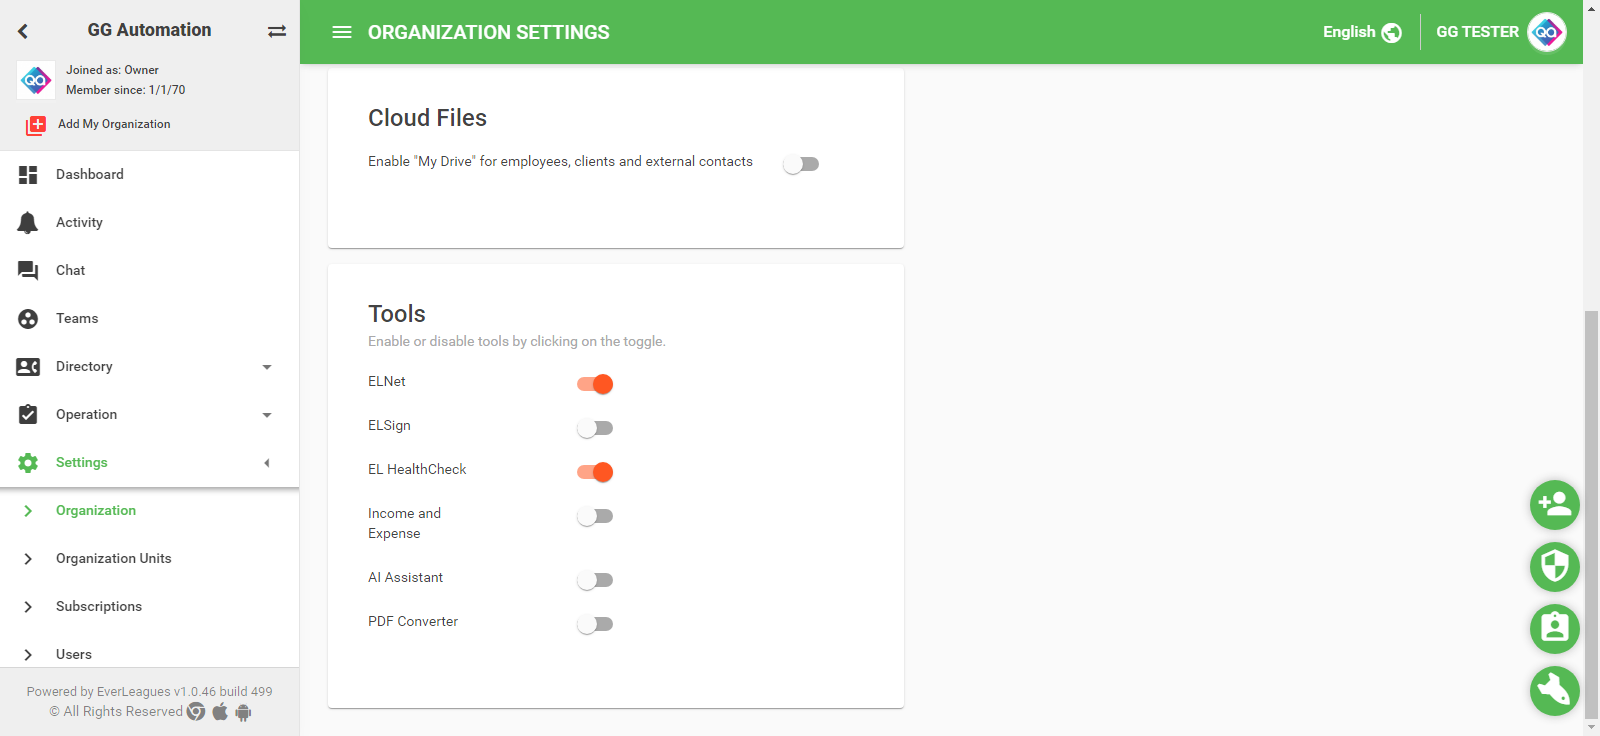 GG Automation
Joined as: Owner
Member since: 1/1/70
Add My Organization
Dashboard
Activity
Chat
Teams
Directory
Operation
Settings
Organization
Organization Units
Subscriptions
Users
Powered by EverLeagues v1.0.46 build 499
© All Rights Reserved
ORGANIZATION SETTINGS
English
GG TESTER
QA
Cloud Files
Enable "My Drive" for employees, clients and external contacts
Tools
Enable or disable tools by clicking on the toggle.
ELNet
ELSign
EL HealthCheck
Income and
Expense
AI Assistant
PDF Converter